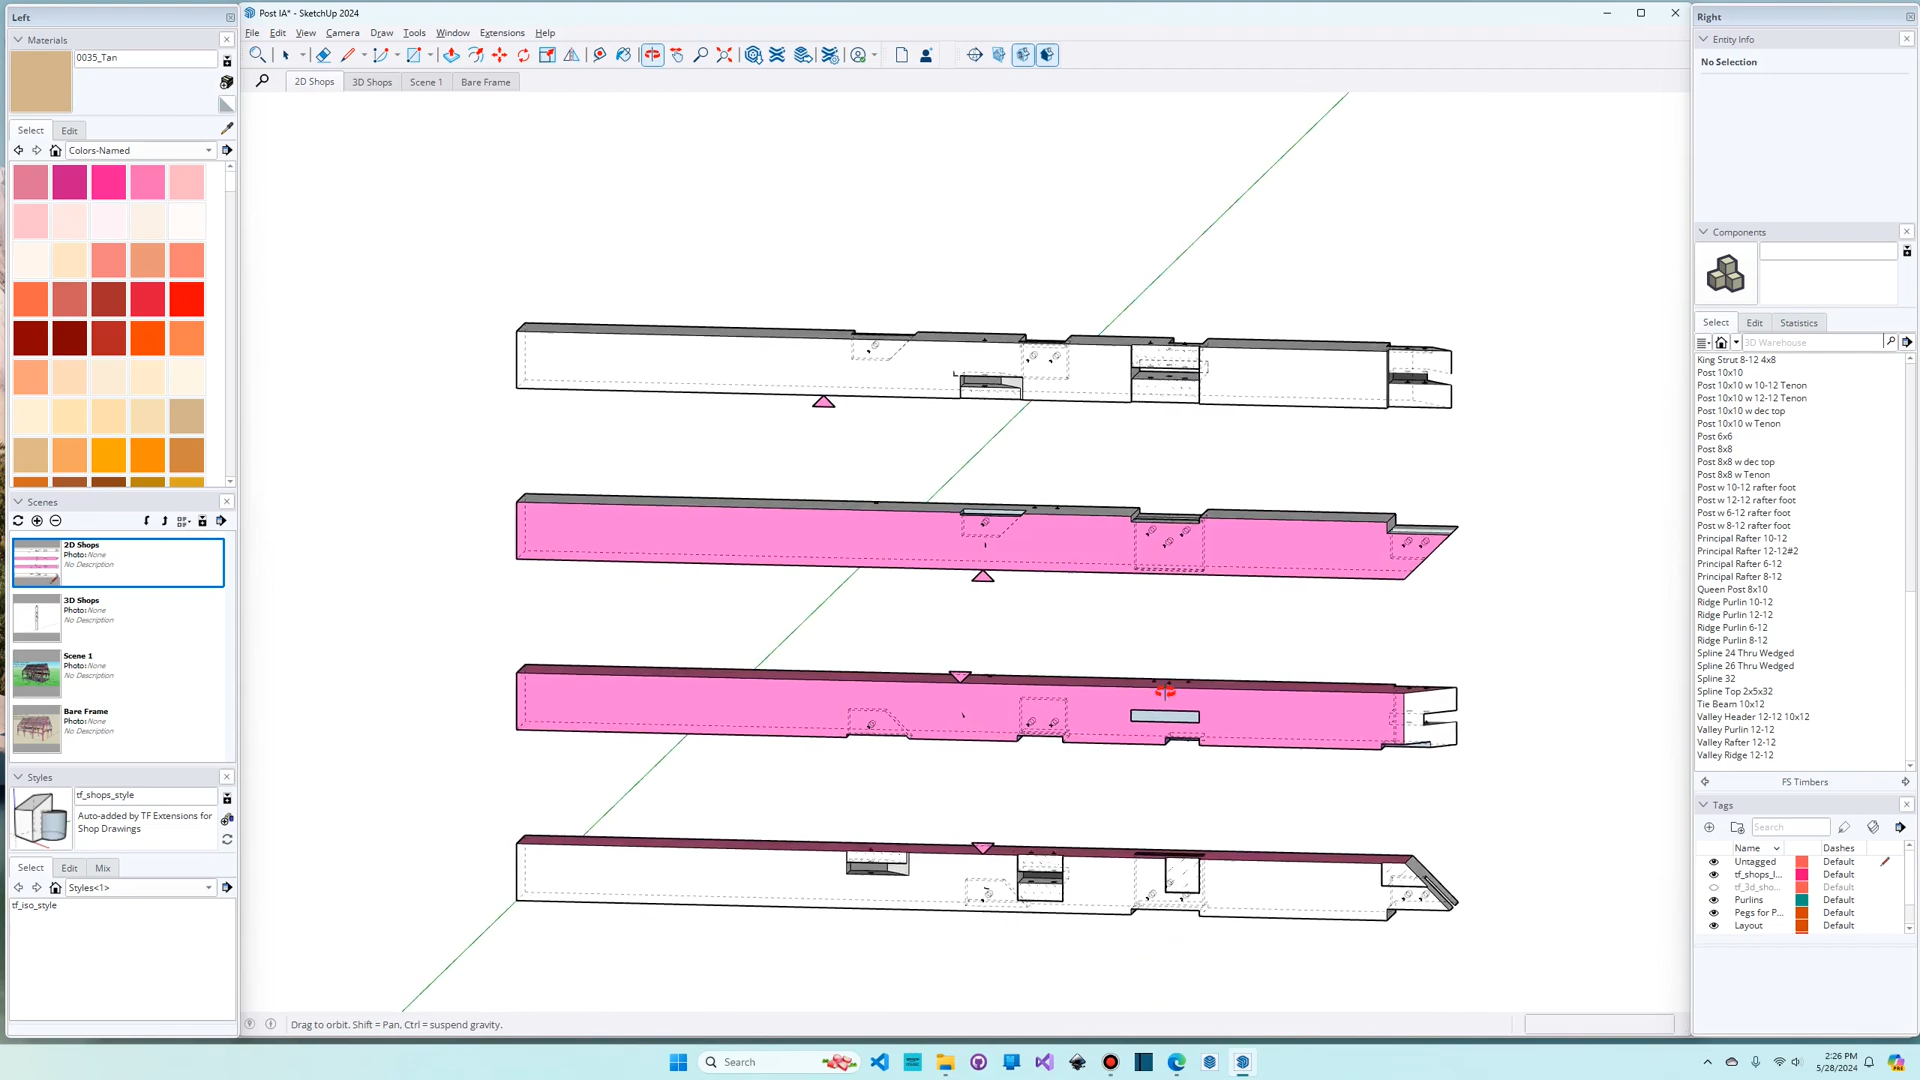 Left
Post IA* - SketchUp 2024
Right
Materials
0035_Tan
Select
Edit
Colors-Named
File Edit View Camera Draw Tools Window Extensions Help
2D Shops 3D Shops Scene 1 Bare Frame
Scenes
2D Shops
Photo: None
No Description
3D Shops
Photo: None
No Description
Scene 1
Photo: None
No Description
Bare Frame
Photo: None
No Description
Styles
tf_shops_style
Auto-added by TF Extensions for
Shop Drawings
Select Edit Mix
Styles<1>
tf_iso_style
Drag to orbit. Shift = Pan, Ctrl = suspend gravity.
Entity Info
No Selection
Components
Select Edit Statistics
3D Warehouse
King Strut 8-12 4x8
Post 10x10
Post 10x10 w 10-12 Tenon
Post 10x10 w 12-12 Tenon
Post 10x10 w dec top
Post 10x10 w Tenon
Post 6x6
Post 8x8
Post 8x8 w dec top
Post 8x8 w Tenon
Post w 10-12 rafter foot
Post w 12-12 rafter foot
Post w 6-12 rafter foot
Post w 8-12 rafter foot
Principal Rafter 10-12
Principal Rafter 12-12#2
Principal Rafter 6-12
Principal Rafter 8-12
Queen Post 8x10
Ridge Purlin 10-12
Ridge Purlin 12-12
Ridge Purlin 6-12
Ridge Purlin 8-12
Spline 24 Thru Wedged
Spline 26 Thru Wedged
Spline 32
Spline Top 2x5x32
Tie Beam 10x12
Valley Header 12-12 10x12
Valley Purlin 12-12
Valley Rafter 12-12
Valley Ridge 12-12
FS Timbers
Tags
Search
Name Dashes
Untagged Default
tf_shops_l... Default
tf_3d_sho... Default
Purlins Default
Pegs for P... Default
Layout Default
Search
2:26 PM
5/28/2024